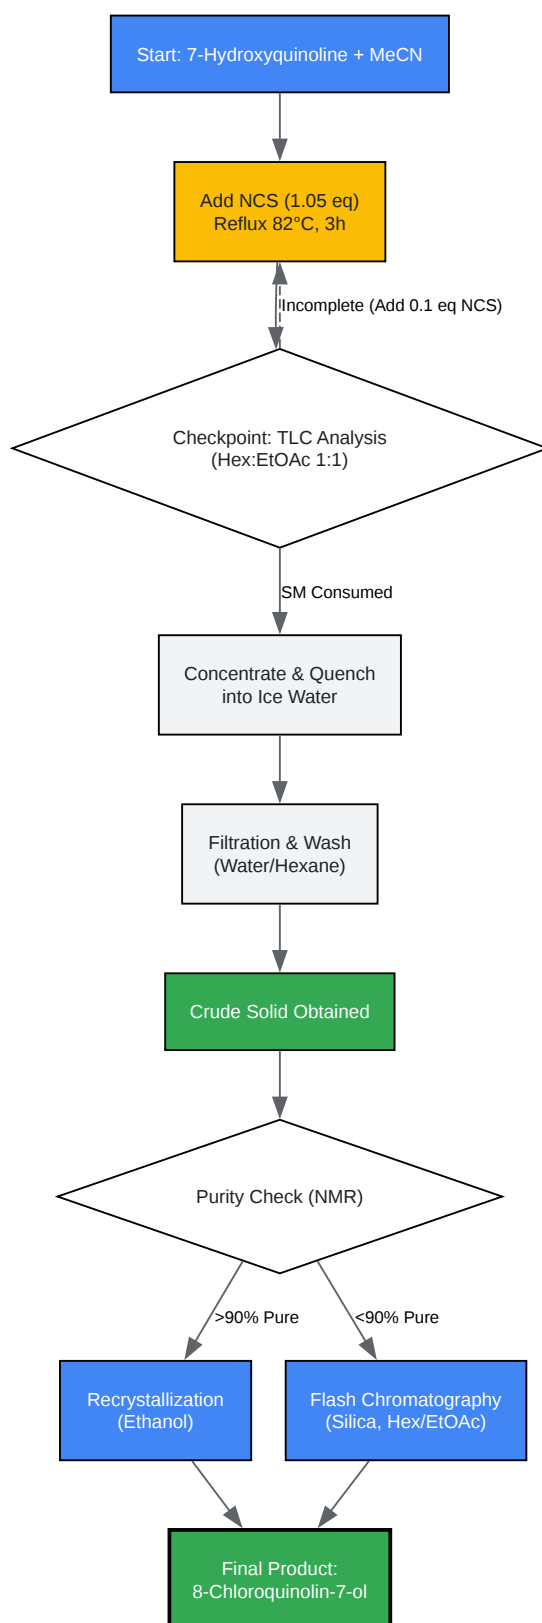 Start: 7-Hydroxyquinoline + MeCN
Add NCS (1.05 eq)
Reflux 82°C, 3h
Incomplete (Add 0.1 eq NCS)
Checkpoint: TLC Analysis
(Hex:EtOAc 1:1)
SM Consumed
Concentrate & Quench
into Ice Water
Filtration & Wash
(Water/Hexane)
Crude Solid Obtained
Purity Check (NMR)
>90% Pure
<90% Pure
Recrystallization
(Ethanol)
Flash Chromatography
(Silica, Hex/EtOAc)
Final Product:
8-Chloroquinolin-7-ol